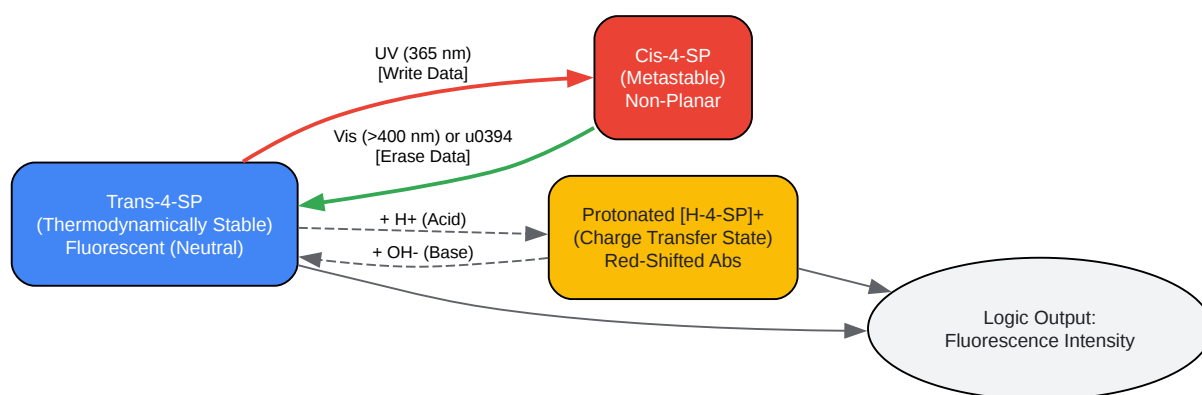 UV (365 nm)
[Write Data]
Cis-4-SP
(Metastable)
Non-Planar
Vis (>400 nm) or u0394
[Erase Data]
Trans-4-SP
(Thermodynamically Stable)
Fluorescent (Neutral)
+ H+ (Acid)
+ OH- (Base)
Protonated [H-4-SP]+
(Charge Transfer State)
Red-Shifted Abs
Logic Output:
Fluorescence Intensity